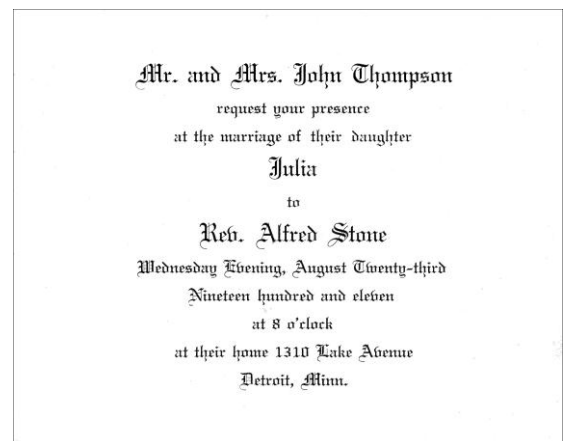 Mr. and Mrs. John Thompson
request your presence
at the marriage of their daughter
Julia
to
Rev. Alfred Stone
Wednesday Evening, August Twenty-third
Nineteen hundred and eleven
at 8 o'clock
at their home 1310 Lake Avenue
Detroit, Minn.